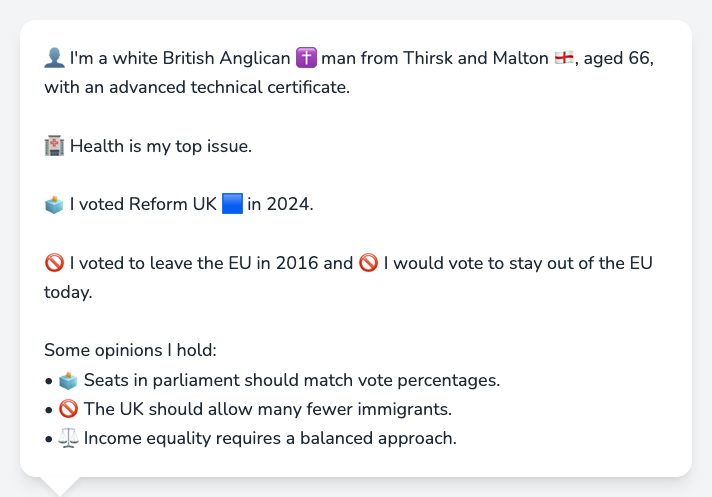 👤 I'm a white British Anglican ✝️ man from Thirsk and Malton 🏴󠁧󠁢󠁥󠁮󠁧󠁿, aged 66,
with an advanced technical certificate.
🏥 Health is my top issue.
🗳️ I voted Reform UK 🟦 in 2024.
🚫 I voted to leave the EU in 2016 and 🚫 I would vote to stay out of the EU
today.
Some opinions I hold:
• 🗳️ Seats in parliament should match vote percentages.
• 🚫 The UK should allow many fewer immigrants.
• ⚖️ Income equality requires a balanced approach.